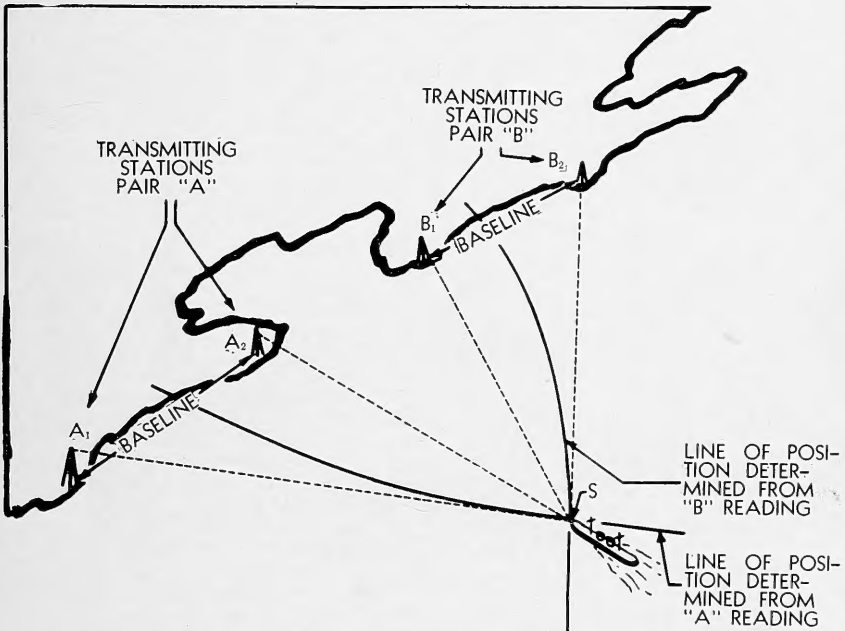 TRANSMITTING
STATIONS
PAIR "B"
B₂
TRANSMITTING
STATIONS
PAIR "A"
B₁
BASELINE
A₂
BASELINE
A₁
S
toot
LINE OF POSI-
TION DETER-
MINED FROM
"B" READING
LINE OF POSI-
TION DETER-
MINED FROM
"A" READING